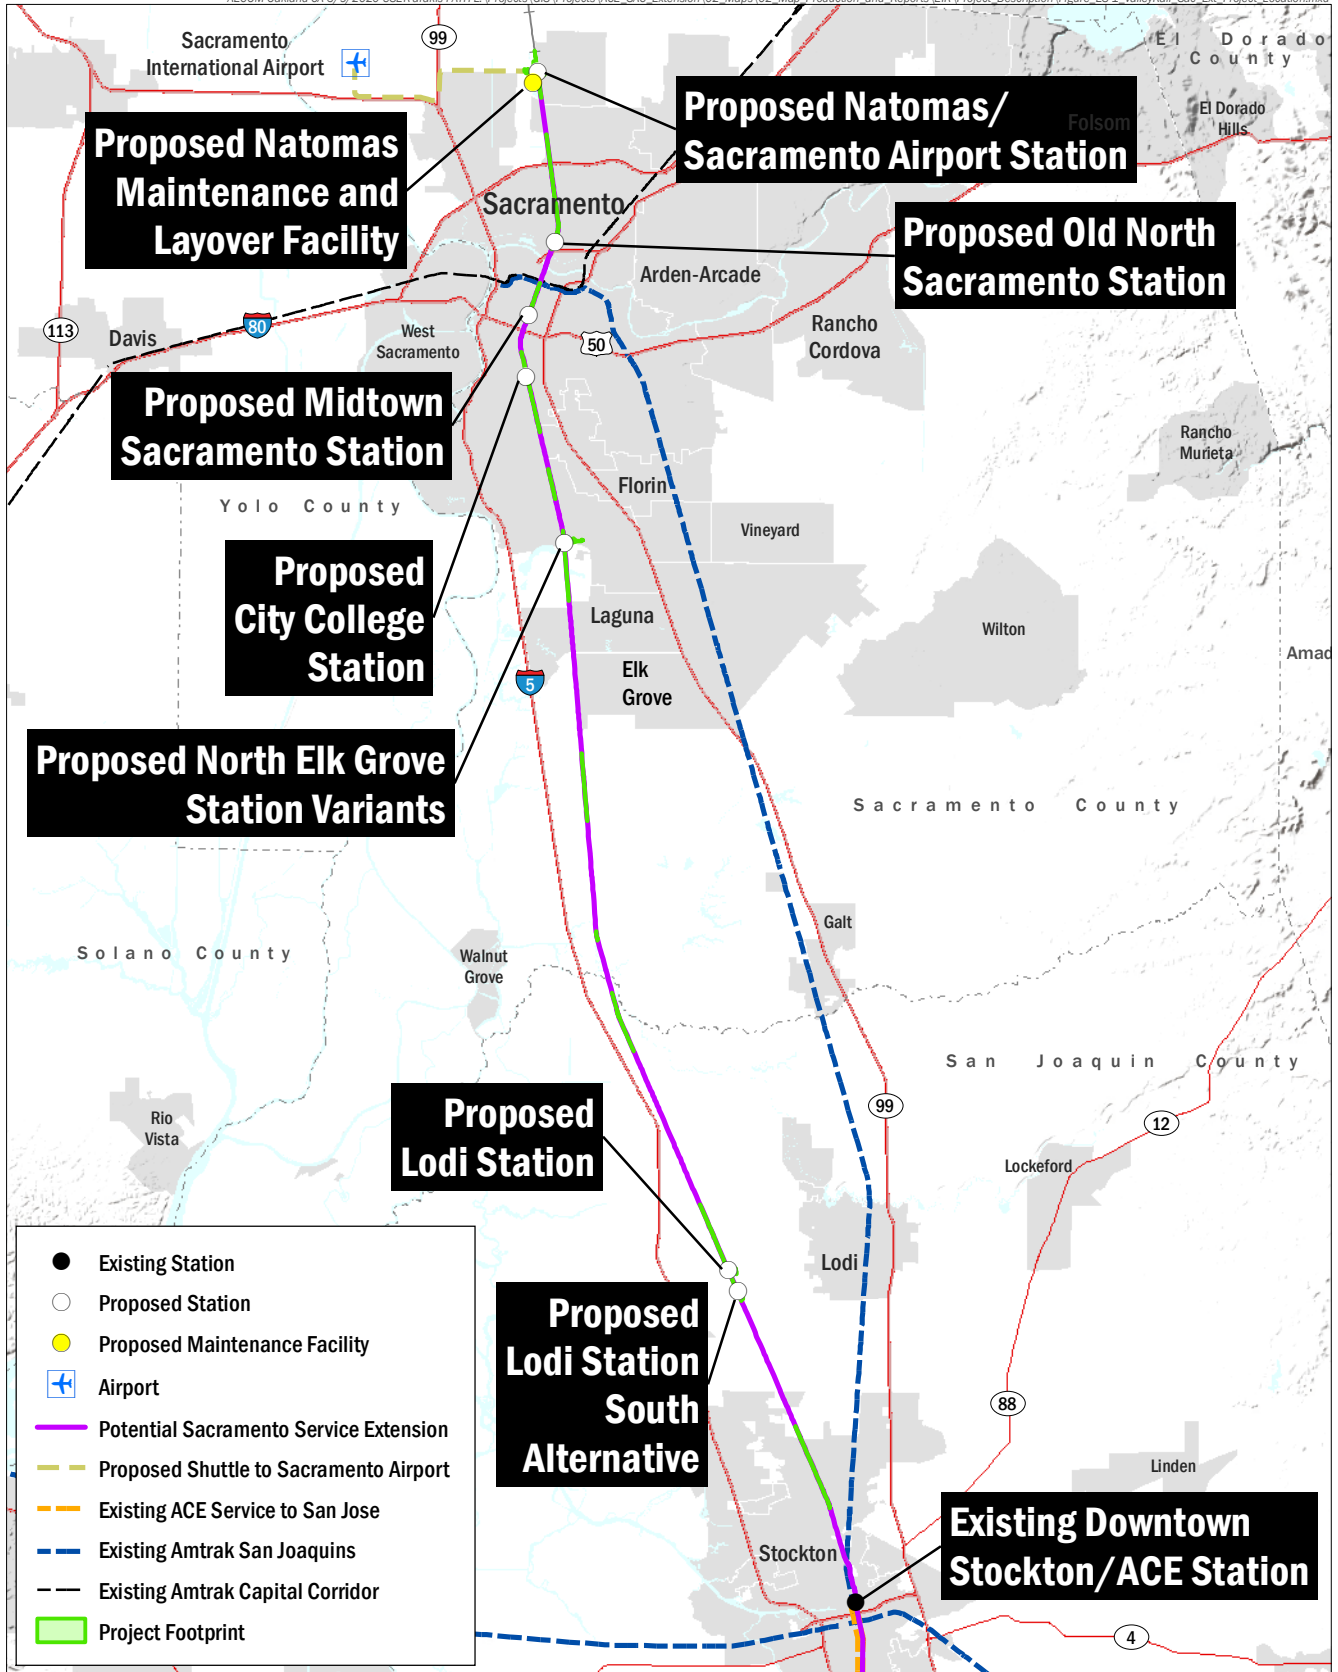 Sacramento
International Airport
99
El Dorado
County
El Dorado
Hills
Folsom
Proposed Natomas/
Sacramento Airport Station
Proposed Natomas
Maintenance and
Layover Facility
Sacramento
Proposed Old North
Sacramento Station
Arden-Arcade
113
Davis
80
West
Sacramento
50
Rancho
Cordova
Proposed Midtown
Sacramento Station
Rancho
Murieta
Yolo County
Florin
Vineyard
Proposed
City College
Station
Laguna
Wilton
Elk
Grove
Amad
5
Proposed North Elk Grove
Station Variants
Sacramento County
Galt
Solano County
Walnut
Grove
San Joaquin County
Proposed
Lodi Station
99
12
Rio
Vista
Lockeford
Lodi
Proposed
Lodi Station
South
Alternative
88
Linden
Stockton
Existing Downtown
Stockton/ACE Station
4
Existing Station
Proposed Station
Proposed Maintenance Facility
Airport
Potential Sacramento Service Extension
Proposed Shuttle to Sacramento Airport
Existing ACE Service to San Jose
Existing Amtrak San Joaquins
Existing Amtrak Capital Corridor
Project Footprint